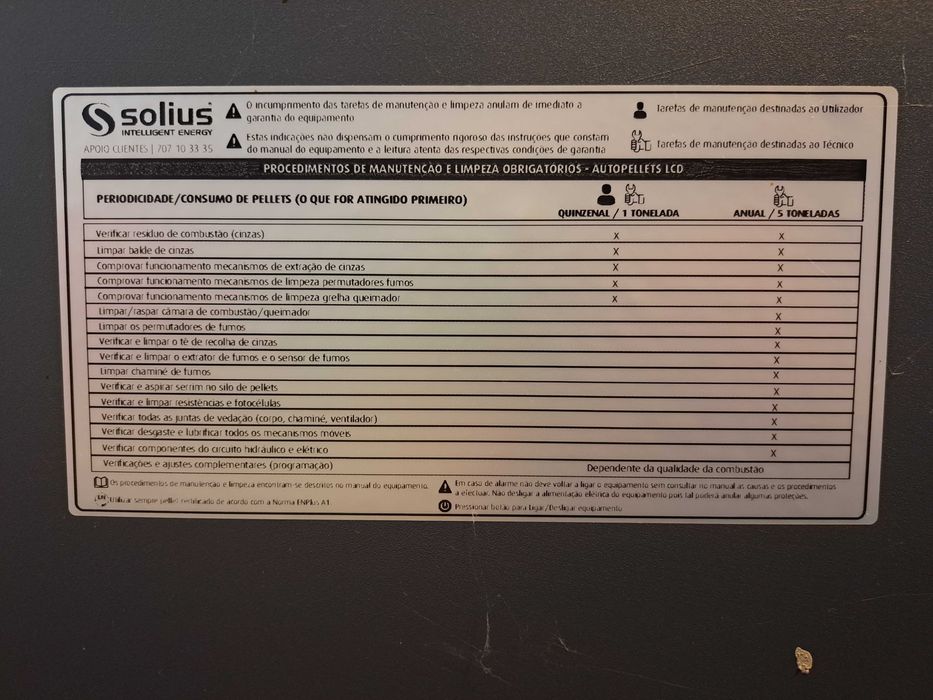 solius
INTELLIGENT ENERGY
APOIO CLIENTES | 707 10 33 35
O incumprimento das tarefas de manutenção e limpeza anulam de imediato a
garantia do equipamento
Estas indicações não dispensam o cumprimento rigoroso das instruções que constam
do manual do equipamento e a leitura atenta das respectivas condições de garantia
Tarefas de manutenção destinadas ao Utilizador
Tarefas de manutenção destinadas ao Técnico
PROCEDIMENTOS DE MANUTENÇÃO E LIMPEZA OBRIGATÓRIOS - AUTOPELLETS LCD
PERIODICIDADE/CONSUMO DE PELLETS (O QUE FOR ATINGIDO PRIMEIRO)
QUINZENAL / 1 TONELADA ANUAL / 5 TONELADAS
Verificar resíduo de combustão (cinzas) X X
Limpar balde de cinzas X X
Comprovar funcionamento mecanismos de extração de cinzas X X
Comprovar funcionamento mecanismos de limpeza permutadores fumos X X
Comprovar funcionamento mecanismos de limpeza grelha queimador X X
Limpar/raspar câmara de combustão/queimador X
Limpar os permutadores de fumos X
Verificar e limpar o tê de recolha de cinzas X
Verificar e limpar o extrator de fumos e o sensor de fumos X
Limpar chaminé de fumos X
Verificar e aspirar serrim no silo de pellets X
Verificar e limpar resistências e fotocélulas X
Verificar todas as juntas de vedação (corpo, chaminé, ventilador) X
Verificar desgaste e lubrificar todos os mecanismos móveis X
Verificar componentes do circuito hidráulico e elétrico X
Verificações e ajustes complementares (programação) Dependente da qualidade da combustão
Os procedimentos de manutenção e limpeza encontram-se descritos no manual do equipamento.
Utilizar sempre pellet certificado de acordo com a Norma ENPlus A1.
Em caso de alarme não deve voltar a ligar o equipamento sem consultar no manual as causas e os procedimentos
a efectuar. Não desligar a alimentação elétrica do equipamento pois tal poderá anular algumas proteções.
Pressionar botão para Ligar/Desligar equipamento